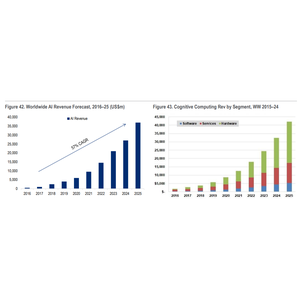 Figure 42. Worldwide AI Revenue Forecast, 2016–25 (US$m)
40,000
35,000
30,000
25,000
20,000
15,000
10,000
5,000
0
AI Revenue
57% CAGR
2016 2017 2018 2019 2020 2021 2022 2023 2024 2025
Figure 43. Cognitive Computing Rev by Segment, WW 2015–24
45,000
40,000
35,000
30,000
25,000
20,000
15,000
10,000
5,000
Software Services Hardware
2016 2017 2018 2019 2020 2021 2022 2023 2024 2025